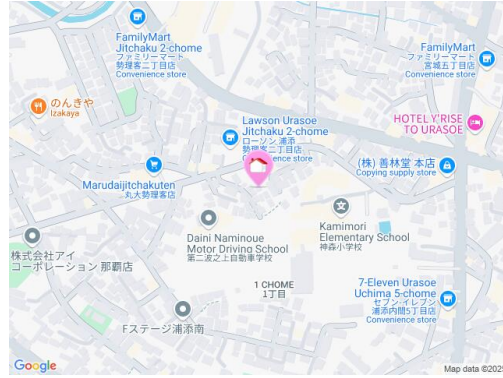 FamilyMart
Jitchaku 2-chome
ファミリーマート
勢理客二丁目店
Convenience store
FamilyMart
ファミリーマート
宮城五丁目店
Convenience store
のんきや
Izakaya
Lawson Urasoe
Jitchaku 2-chome
ローソン 浦添
勢理客二丁目店
Convenience store
HOTEL Y'RISE
TO URASOE
(株) 善林堂 本店
Copying supply store
Marudaijitchakuten
丸大勢理客店
Daini Naminoue
Motor Driving School
第二波之上自動車学校
Kamimori
Elementary School
神森小学校
株式会社アイ
コーポレーション 那覇店
1 CHOME
1丁目
7-Eleven Urasoe
Uchima 5-chome
セブン-イレブン
浦添内間5丁目店
Convenience store
Fステージ浦添南
Google
Map data ©202